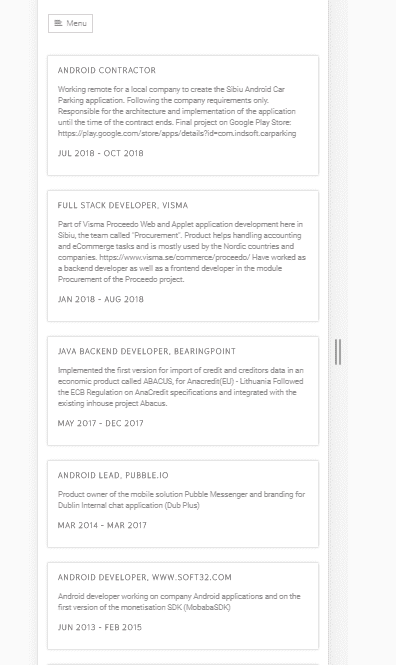 Menu
ANDROID CONTRACTOR
Working remote for a local company to create the Sibiu Android Car
Parking application. Following the company requirements only.
Responsible for the architecture and implementation of the application
until the time of the contract ends. Final project on Google Play Store:
https://play.google.com/store/apps/details?id=com.indsoft.carparking
JUL 2018 - OCT 2018
FULL STACK DEVELOPER, VISMA
Part of Visma Proceedo Web and Applet application development here in
Sibiu, the team called "Procurement". Product helps handling accounting
and eCommerge tasks and is mostly used by the Nordic countries and
companies. https://www.visma.se/commerce/proceedo/ Have worked as
a backend developer as well as a frontend developer in the module
Procurement of the Proceedo project.
JAN 2018 - AUG 2018
JAVA BACKEND DEVELOPER, BEARINGPOINT
Implemented the first version for import of credit and creditors data in an
economic product called ABACUS, for Anacredit(EU) - Lithuania Followed
the ECB Regulation on AnaCredit specifications and integrated with the
existing inhouse project Abacus.
MAY 2017 - DEC 2017
ANDROID LEAD, PUBBLE.IO
Product owner of the mobile solution Pubble Messenger and branding for
Dublin Internal chat application (Dub Plus)
MAR 2014 - MAR 2017
ANDROID DEVELOPER, WWW.SOFT32.COM
Android developer working on company Android applications and on the
first version of the monetisation SDK (MobabaSDK)
JUN 2013 - FEB 2015